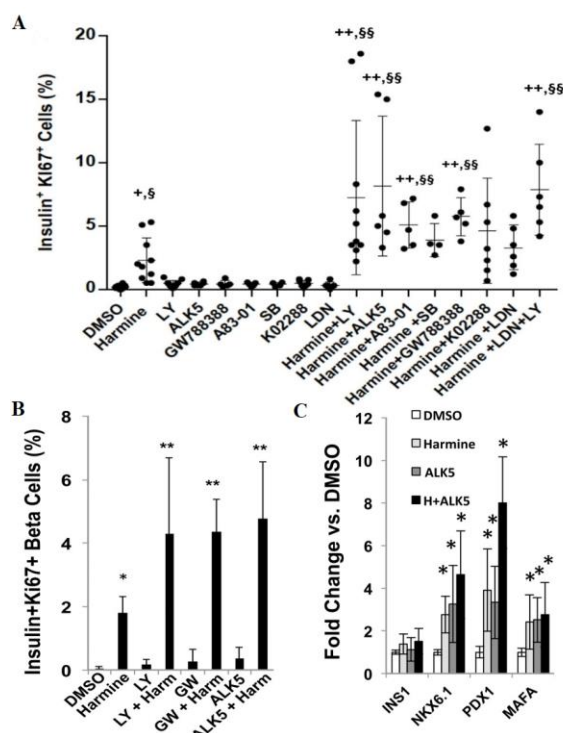 A
Insulin⁺ KI67⁺ Cells (%)
20
15
10
5
0
+,§
++,§§
++,§§
++,§§
++,§§
++,§§
DMSO
Harmine
LY
ALK5
GW788388
A83-01
SB
K02288
LDN
Harmine+LY
Harmine+ALK5
Harmine+A83-01
Harmine +SB
Harmine+GW788388
Harmine+K02288
Harmine +LDN
Harmine +LDN+LY
B
Insulin+Ki67+ Beta Cells (%)
8
6
4
2
0
*
**
**
**
DMSO
Harmine
LY
LY + Harm
GW
GW + Harm
ALK5
ALK5 + Harm
C
Fold Change vs. DMSO
12
10
8
6
4
2
0
DMSO
Harmine
ALK5
H+ALK5
* * *
* * *
* * *
INS1
NKX6.1
PDX1
MAFA